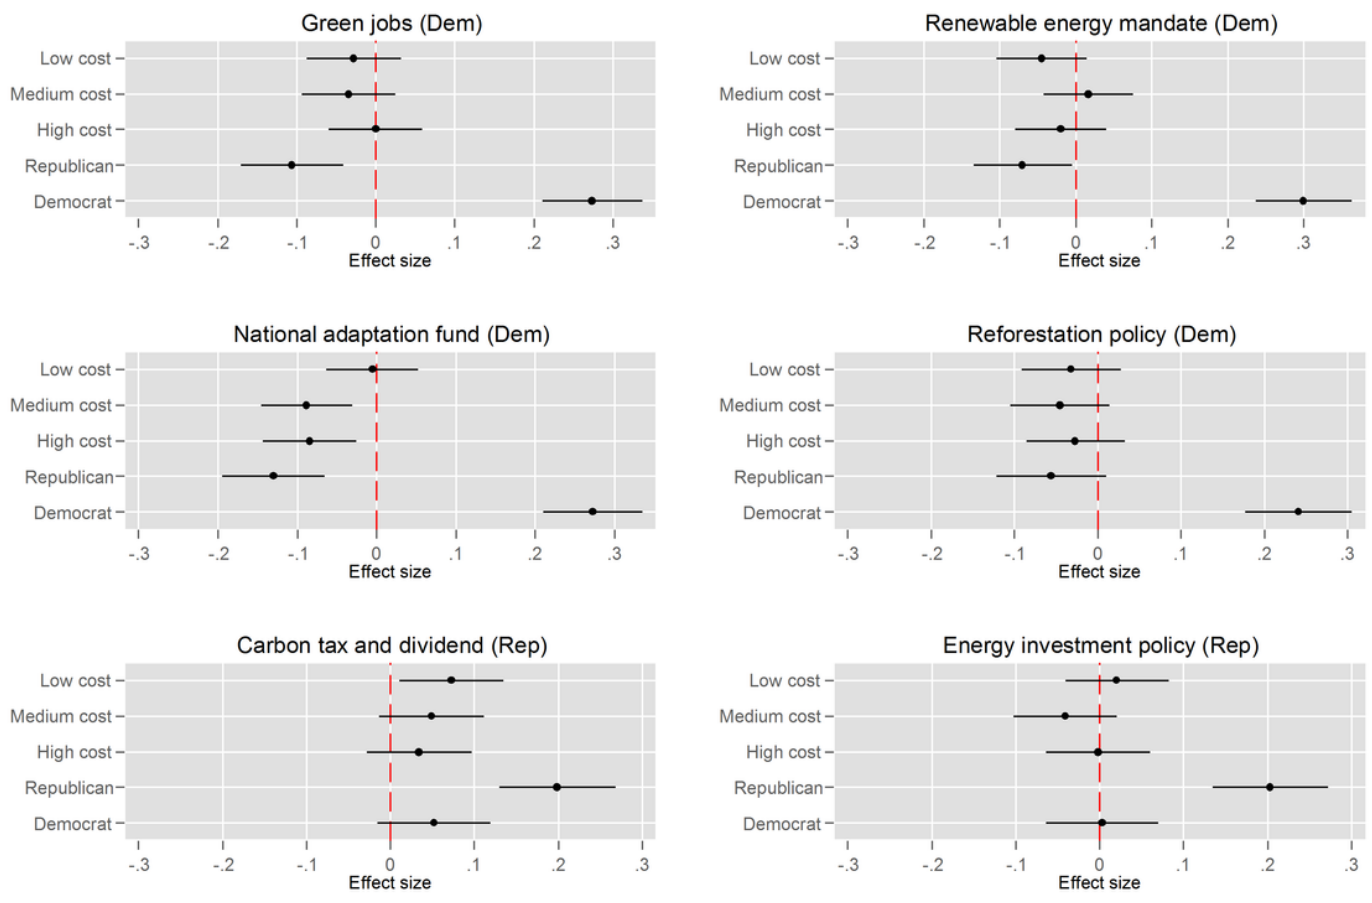 Green jobs (Dem)
Low cost
Medium cost
High cost
Republican
Democrat
-.3 -.2 -.1 0 .1 .2 .3
Effect size
Renewable energy mandate (Dem)
Low cost
Medium cost
High cost
Republican
Democrat
-.3 -.2 -.1 0 .1 .2 .3
Effect size
National adaptation fund (Dem)
Low cost
Medium cost
High cost
Republican
Democrat
-.3 -.2 -.1 0 .1 .2 .3
Effect size
Reforestation policy (Dem)
Low cost
Medium cost
High cost
Republican
Democrat
-.3 -.2 -.1 0 .1 .2 .3
Effect size
Carbon tax and dividend (Rep)
Low cost
Medium cost
High cost
Republican
Democrat
-.3 -.2 -.1 0 .1 .2 .3
Effect size
Energy investment policy (Rep)
Low cost
Medium cost
High cost
Republican
Democrat
-.3 -.2 -.1 0 .1 .2 .3
Effect size